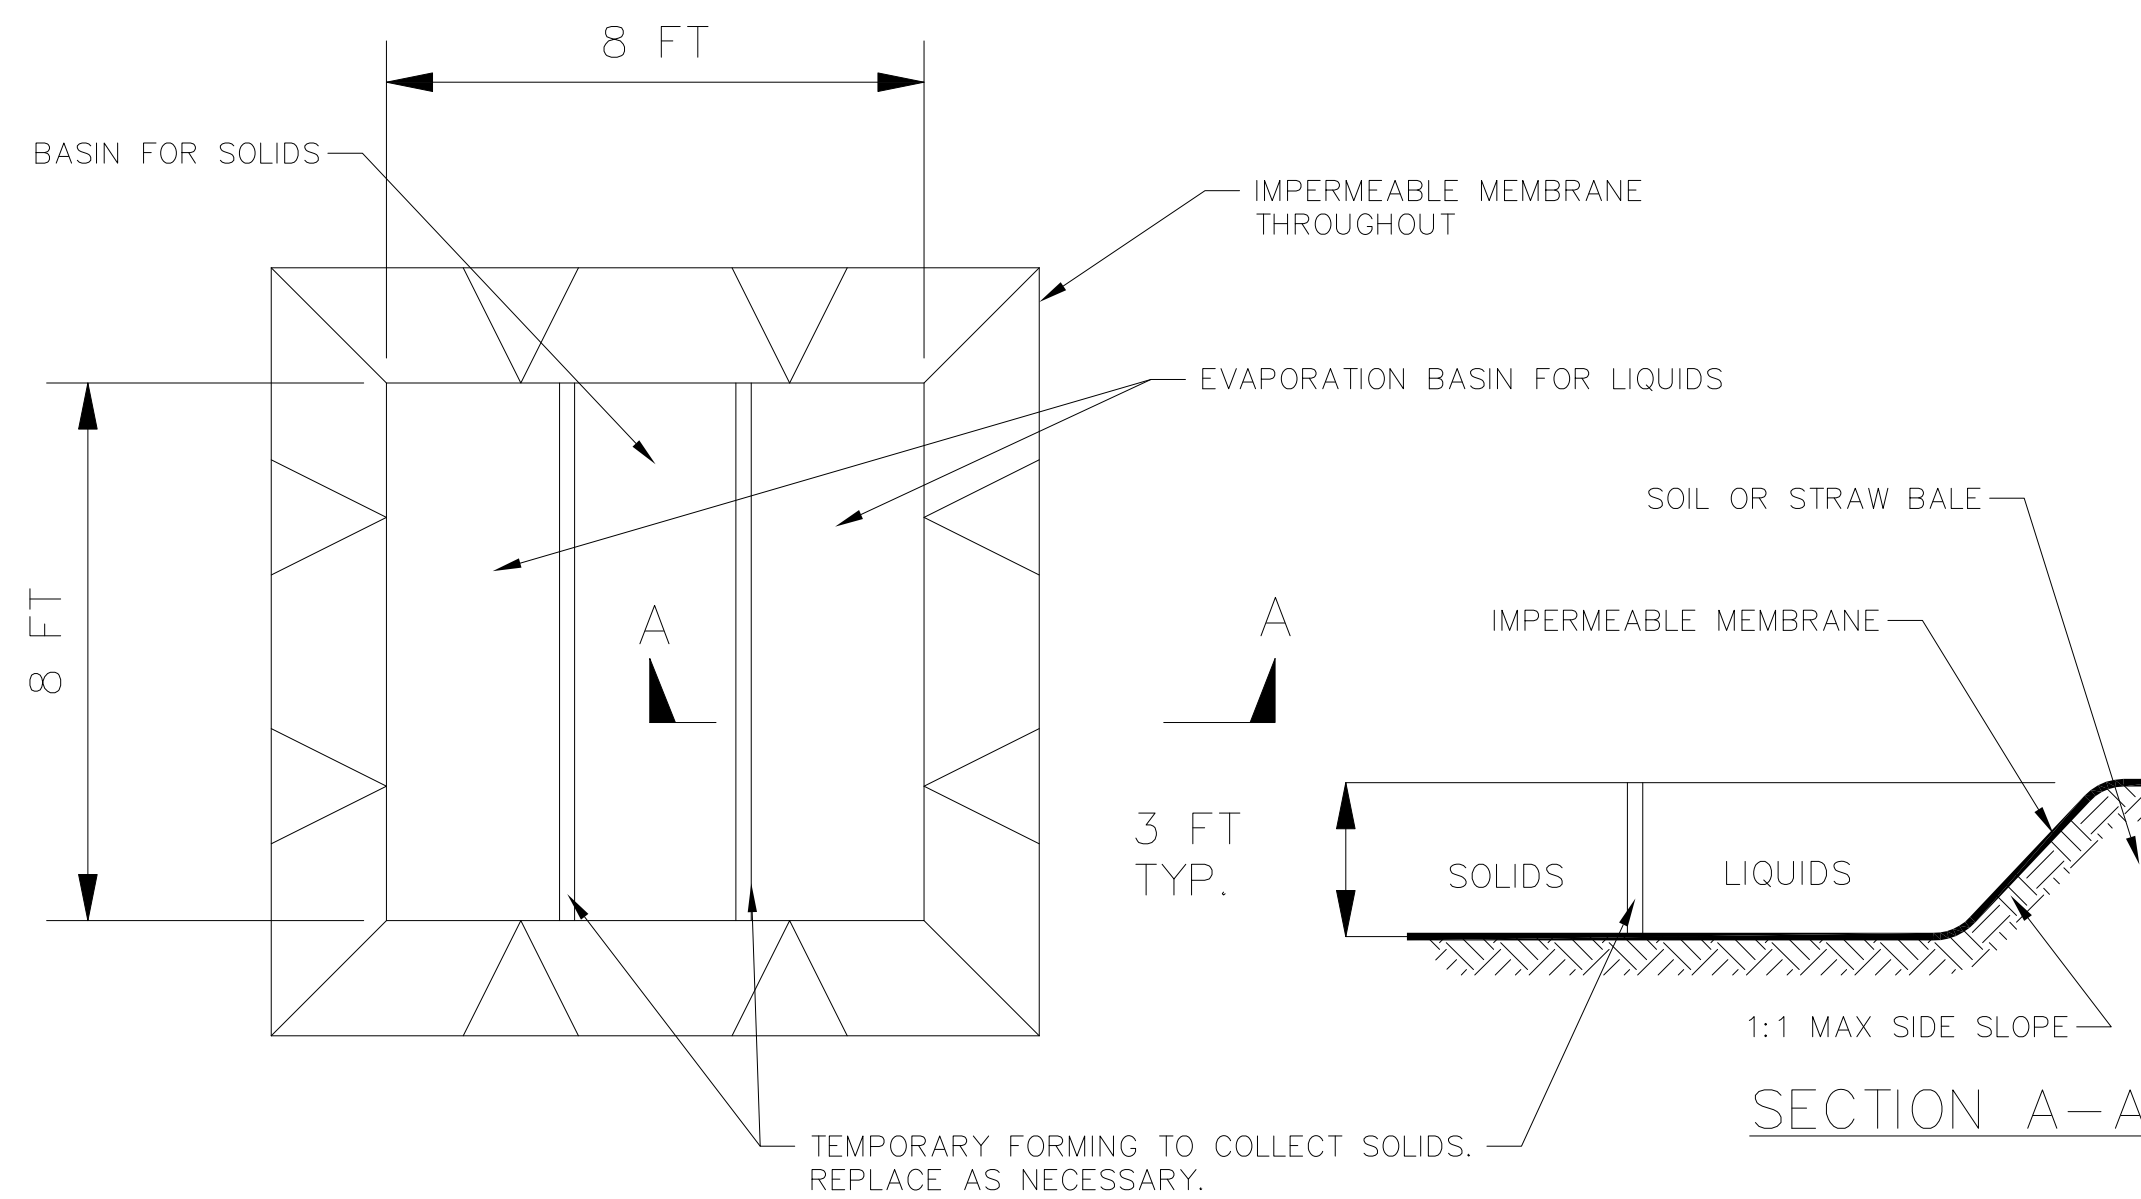 8 FT
BASIN FOR SOLIDS
IMPERMEABLE MEMBRANE
THROUGHOUT
EVAPORATION BASIN FOR LIQUIDS
SOIL OR STRAW BALE
8 FT
A
A
IMPERMEABLE MEMBRANE
3 FT
TYP.
SOLIDS
LIQUIDS
1:1 MAX SIDE SLOPE
SECTION A-A
TEMPORARY FORMING TO COLLECT SOLIDS.
REPLACE AS NECESSARY.